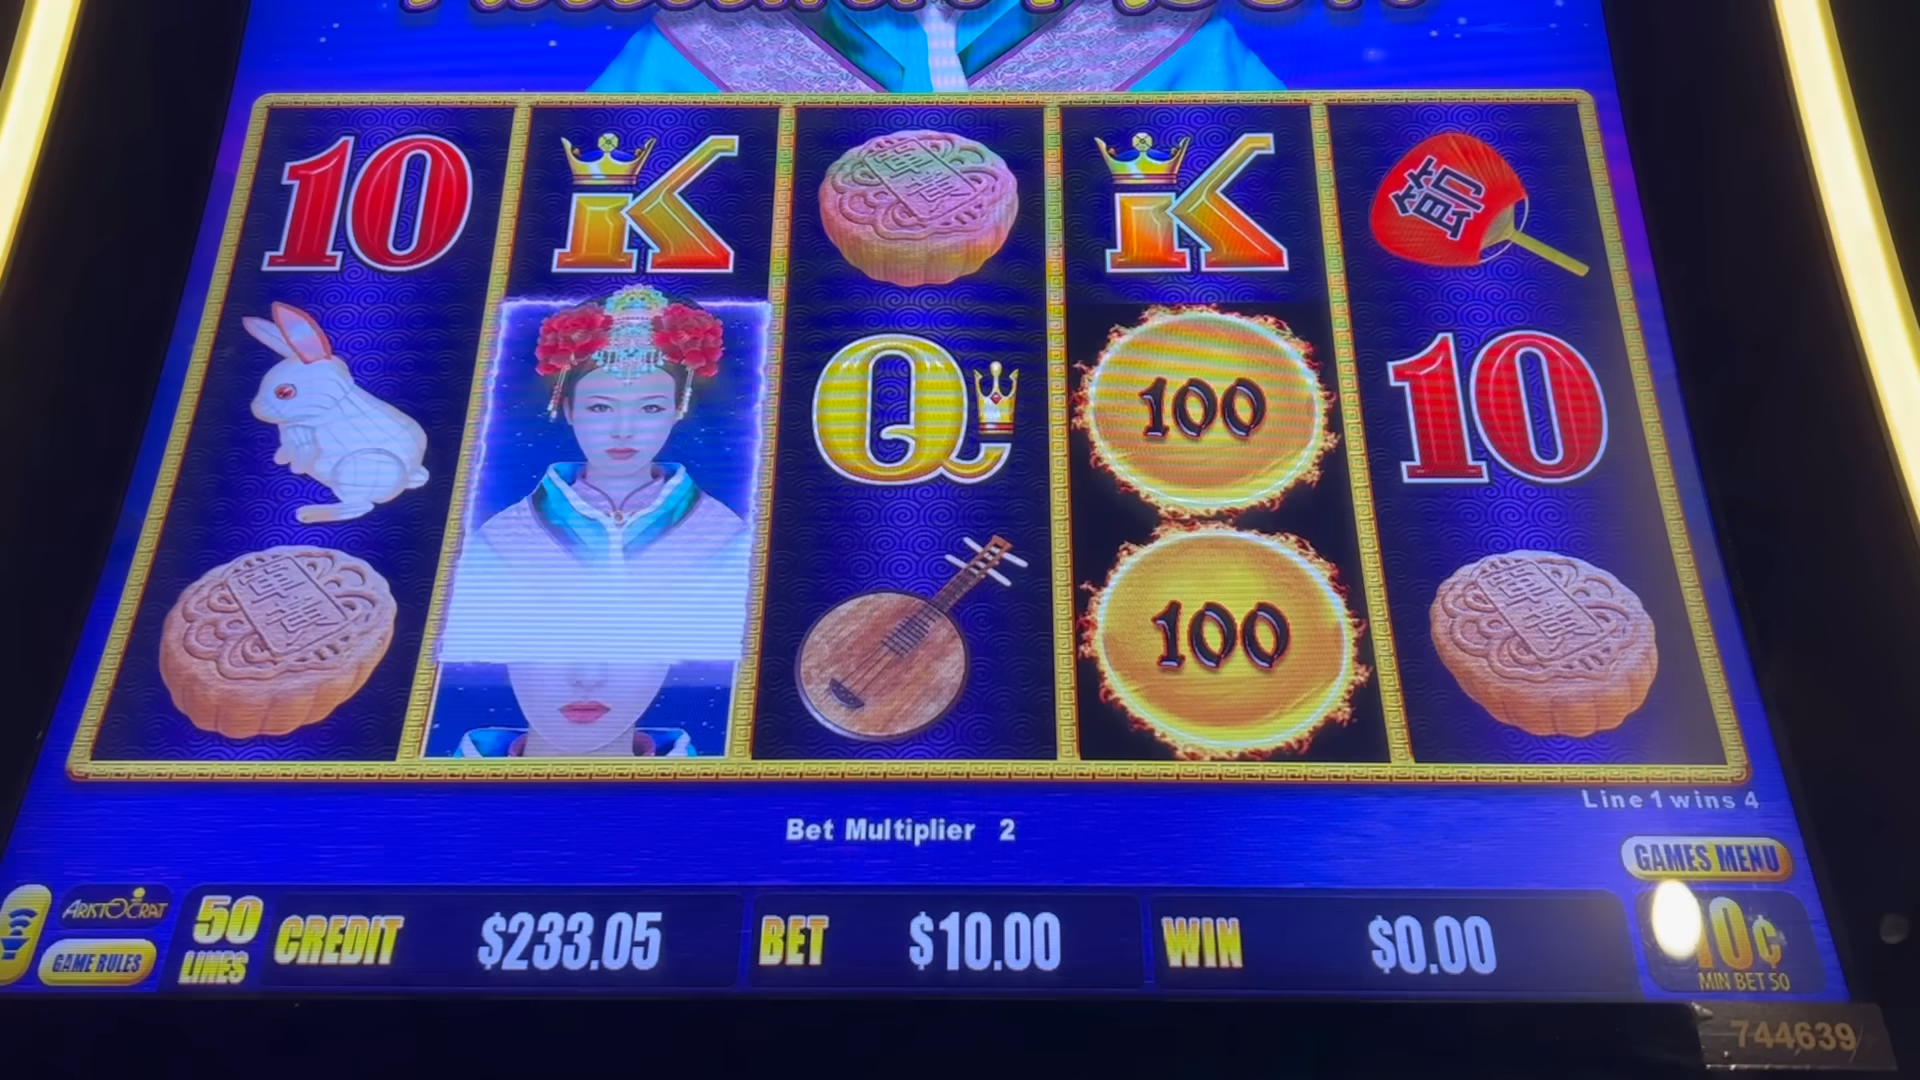 10 K K
100
Q 10
100
Line 1 wins 4
Bet Multiplier 2
GAMES MENU
ARISTOCRAT
GAME RULES
50
LINES
CREDIT $233.05
BET $10.00
WIN $0.00
10¢
MIN BET 50
744639